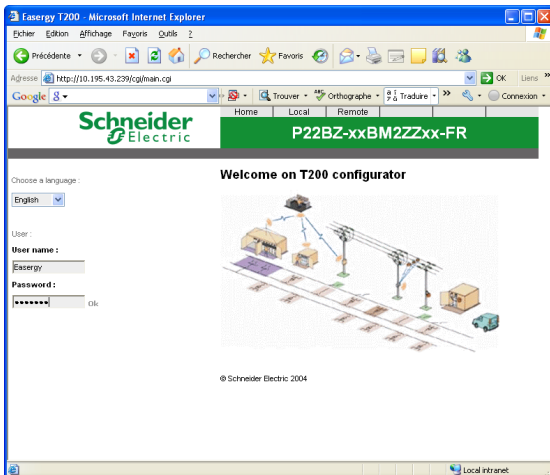 Easergy T200 - Microsoft Internet Explorer
Fichier Edition Affichage Favoris Outils ?
Précédente Rechercher Favoris
Adresse http://10.195.43.239/cgi/main.cgi OK Liens »
Google Trouver Orthographe Traduire » Connexion
Home Local Remote
Schneider Electric
P22BZ-xxBM2ZZxx-FR
Choose a language :
English
User :
User name :
Easergy
Password :
••••••• Ok
Welcome on T200 configurator
© Schneider Electric 2004
Local intranet